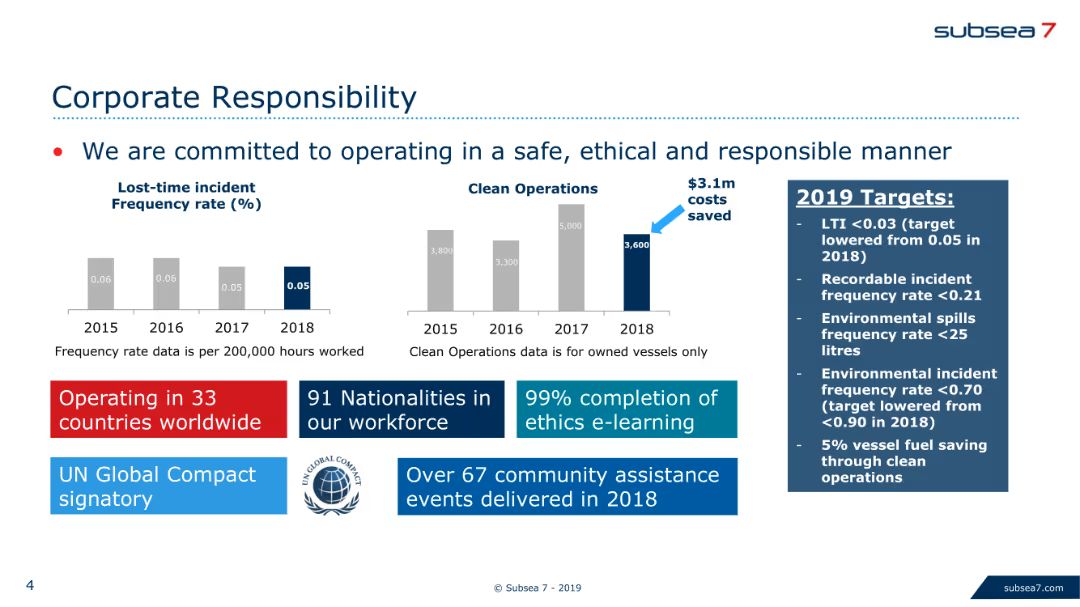 subsea 7
Corporate Responsibility
• We are committed to operating in a safe, ethical and responsible manner
Lost-time incident
Frequency rate (%)
0.06
0.06
0.05
0.05
2015
2016
2017
2018
Frequency rate data is per 200,000 hours worked
Clean Operations
$3.1m
costs
saved
3,800
3,300
5,000
3,600
2015
2016
2017
2018
Clean Operations data is for owned vessels only
2019 Targets:
- LTI <0.03 (target
lowered from 0.05 in
2018)
- Recordable incident
frequency rate <0.21
- Environmental spills
frequency rate <25
litres
- Environmental incident
frequency rate <0.70
(target lowered from
<0.90 in 2018)
- 5% vessel fuel saving
through clean
operations
Operating in 33
countries worldwide
91 Nationalities in
our workforce
99% completion of
ethics e-learning
UN Global Compact
signatory
UN GLOBAL COMPACT
Over 67 community assistance
events delivered in 2018
4
© Subsea 7 - 2019
subsea7.com